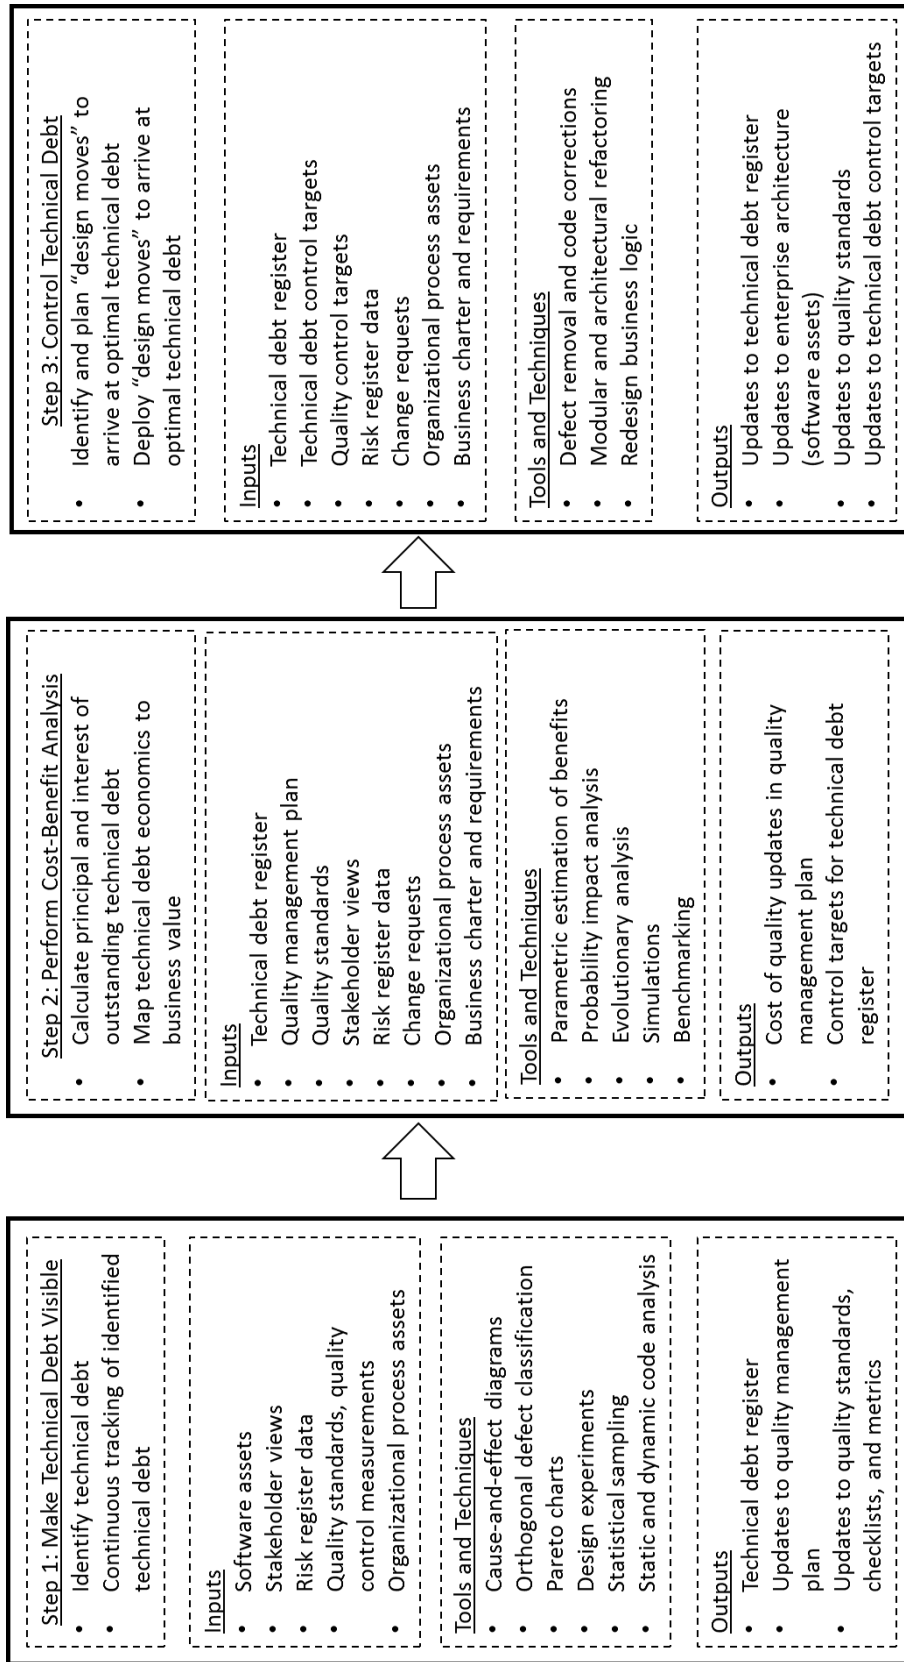 Step 1: Make Technical Debt Visible
• Identify technical debt
• Continuous tracking of identified
technical debt
Inputs
• Software assets
• Stakeholder views
• Risk register data
• Quality standards, quality
control measurements
• Organizational process assets
Tools and Techniques
• Cause-and-effect diagrams
• Orthogonal defect classification
• Pareto charts
• Design experiments
• Statistical sampling
• Static and dynamic code analysis
Outputs
• Technical debt register
• Updates to quality management
plan
• Updates to quality standards,
checklists, and metrics
Step 2: Perform Cost-Benefit Analysis
• Calculate principal and interest of
outstanding technical debt
• Map technical debt economics to
business value
Inputs
• Technical debt register
• Quality management plan
• Quality standards
• Stakeholder views
• Risk register data
• Change requests
• Organizational process assets
• Business charter and requirements
Tools and Techniques
• Parametric estimation of benefits
• Probability impact analysis
• Evolutionary analysis
• Simulations
• Benchmarking
Outputs
• Cost of quality updates in quality
management plan
• Control targets for technical debt
register
Step 3: Control Technical Debt
• Identify and plan “design moves” to
arrive at optimal technical debt
• Deploy “design moves” to arrive at
optimal technical debt
Inputs
• Technical debt register
• Technical debt control targets
• Quality control targets
• Risk register data
• Change requests
• Organizational process assets
• Business charter and requirements
Tools and Techniques
• Defect removal and code corrections
• Modular and architectural refactoring
• Redesign business logic
Outputs
• Updates to technical debt register
• Updates to enterprise architecture
(software assets)
• Updates to quality standards
• Updates to technical debt control targets